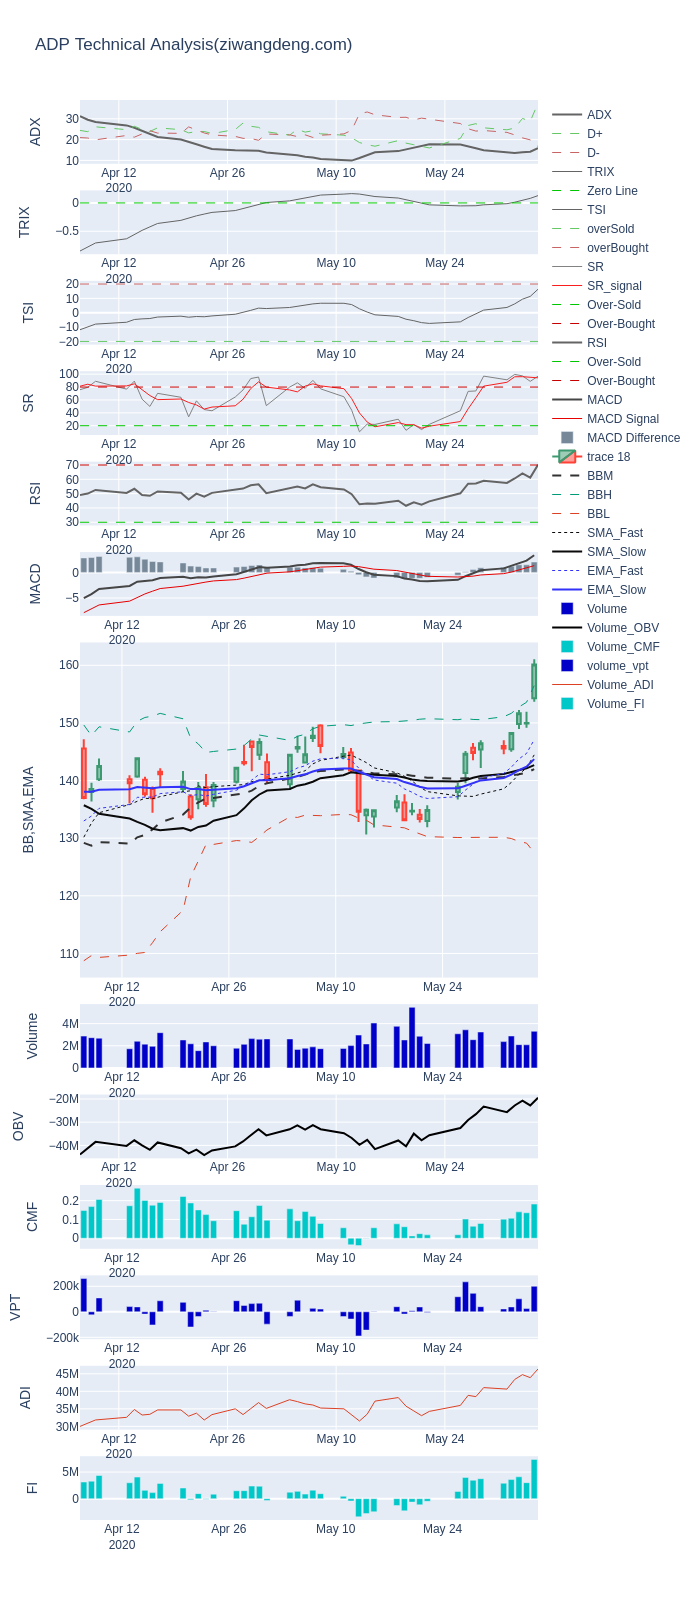 ADP Technical Analysis(ziwangdeng.com)
ADX
30
20
10
Apr 12
2020
Apr 26
May 10
May 24
TRIX
0
−0.5
Apr 12
2020
Apr 26
May 10
May 24
TSI
20
10
0
−10
−20
Apr 12
2020
Apr 26
May 10
May 24
SR
100
80
60
40
20
Apr 12
2020
Apr 26
May 10
May 24
RSI
70
60
50
40
30
Apr 12
2020
Apr 26
May 10
May 24
MACD
0
−5
Apr 12
2020
Apr 26
May 10
May 24
BB,SMA,EMA
160
150
140
130
120
110
Apr 12
2020
Apr 26
May 10
May 24
Volume
4M
2M
0
Apr 12
2020
Apr 26
May 10
May 24
OBV
−20M
−30M
−40M
Apr 12
2020
Apr 26
May 10
May 24
CMF
0.2
0.1
0
Apr 12
2020
Apr 26
May 10
May 24
VPT
200k
0
−200k
Apr 12
2020
Apr 26
May 10
May 24
ADI
45M
40M
35M
30M
Apr 12
2020
Apr 26
May 10
May 24
FI
5M
0
Apr 12
2020
Apr 26
May 10
May 24
ADX
D+
D-
TRIX
Zero Line
TSI
overSold
overBought
SR
SR_signal
Over-Sold
Over-Bought
RSI
Over-Sold
Over-Bought
MACD
MACD Signal
MACD Difference
trace 18
BBM
BBH
BBL
SMA_Fast
SMA_Slow
EMA_Fast
EMA_Slow
Volume
Volume_OBV
Volume_CMF
volume_vpt
Volume_ADI
Volume_FI